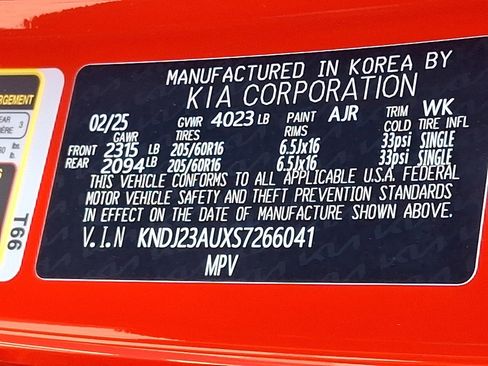 MANUFACTURED IN KOREA BY
KIA CORPORATION
02/25 GVWR 4023 LB PAINT AJR TRIM WK
GAWR TIRES RIMS COLD TIRE INFL
FRONT 2315 LB 205/60R16 6.5Jx16 33psi SINGLE
REAR 2094 LB 205/60R16 6.5Jx16 33psi SINGLE
THIS VEHICLE CONFORMS TO ALL APPLICABLE U.S.A. FEDERAL
MOTOR VEHICLE SAFETY AND THEFT PREVENTION STANDARDS
IN EFFECT ON THE DATE OF MANUFACTURE SHOWN ABOVE.
V.I.N KNDJ23AUXS7266041
MPV
T66